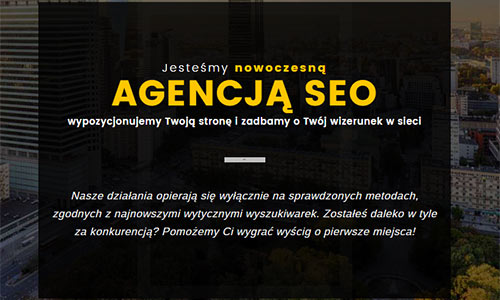 Jesteśmy nowoczesną
AGENCJĄ SEO
wypozycjonujemy Twoją stronę i zadbamy o Twój wizerunek w sieci
Nasze działania opierają się wyłącznie na sprawdzonych metodach,
zgodnych z najnowszymi wytycznymi wyszukiwarek. Zostałeś daleko w tyle
za konkurencją? Pomożemy Ci wygrać wyścig o pierwsze miejsca!